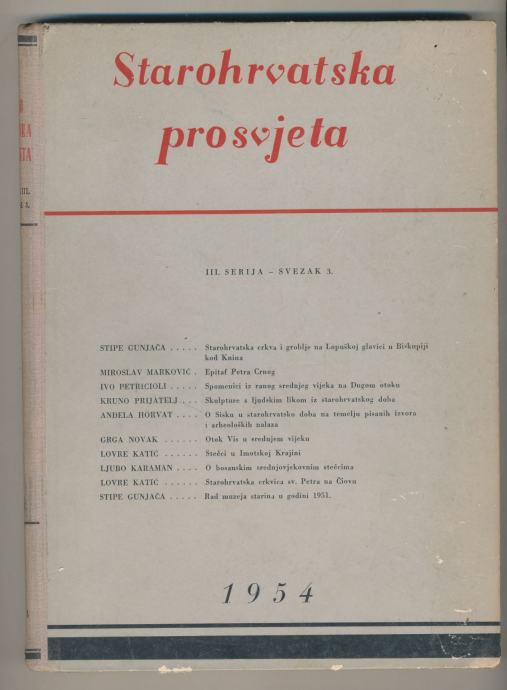 Starohrvatska
prosvjeta
III. SERIJA – SVEZAK 3.
STIPE GUNJAČA . . . . . Starohrvatska crkva i groblje na Lopuškoj glavici u Biskupiji
kod Knina
MIROSLAV MARKOVIĆ . Epitaf Petra Crnog
IVO PETRICIOLI . . . . . Spomenici iz ranog srednjeg vijeka na Dugom otoku
KRUNO PRIJATELJ . . . Skulpture s ljudskim likom iz starohrvatskog doba
ANĐELA HORVAT . . . . O Sisku u starohrvatsko doba na temelju pisanih izvora
i arheoloških nalaza
GRGA NOVAK . . . . . . Otok Vis u srednjem vijeku
LOVRE KATIĆ . . . . . . Stećci u Imotskoj Krajini
LJUBO KARAMAN . . . . O bosanskim srednjovjekovnim stećcima
LOVRE KATIĆ . . . . . . Starohrvatska crkvica sv. Petra na Čiovu
STIPE GUNJAČA . . . . . Rad muzeja starina u godini 1951.
1954